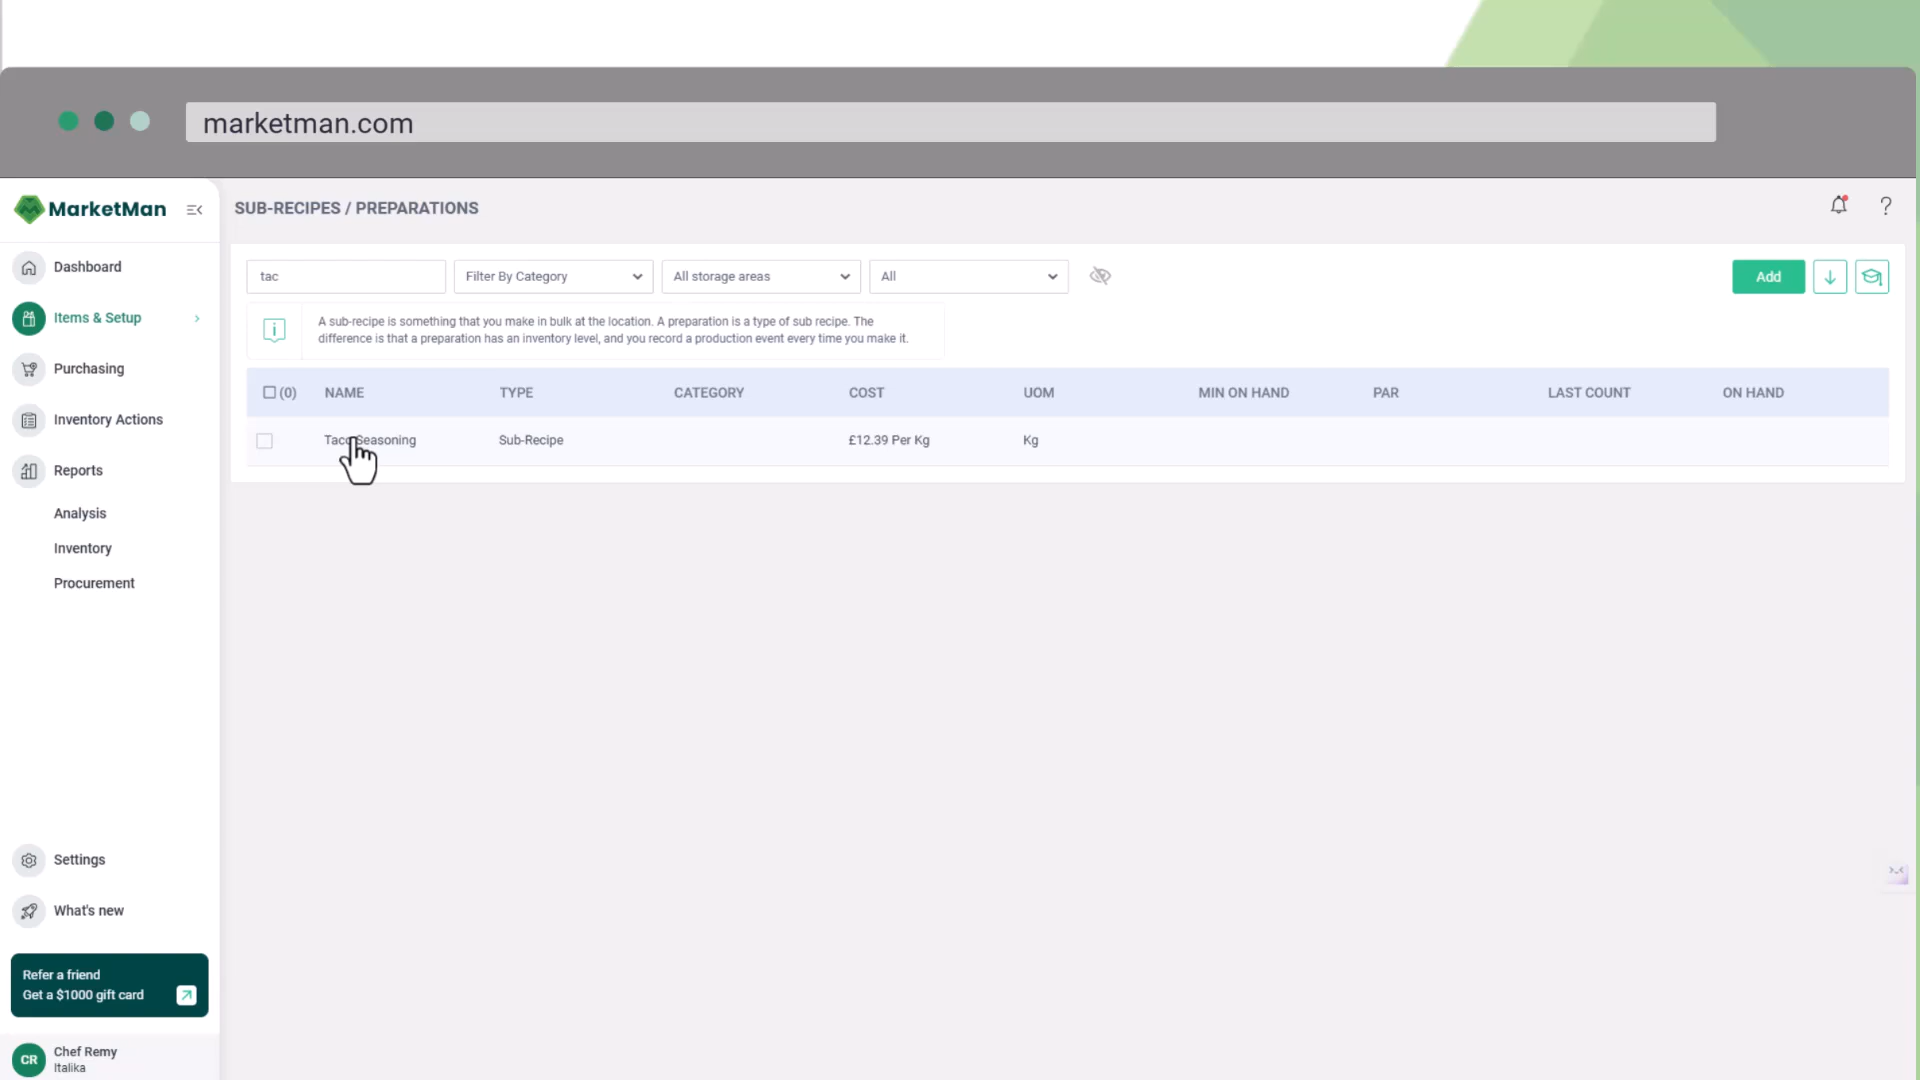 marketman.com
MarketMan
SUB-RECIPES / PREPARATIONS
?
Dashboard
Items & Setup
Purchasing
Inventory Actions
Reports
Analysis
Inventory
Procurement
Settings
What's new
Refer a friend
Get a $1000 gift card
CR
Chef Remy
Italika
tac
Filter By Category
All storage areas
All
Add
A sub-recipe is something that you make in bulk at the location. A preparation is a type of sub recipe. The
difference is that a preparation has an inventory level, and you record a production event every time you make it.
(0) NAME TYPE CATEGORY COST UOM MIN ON HAND PAR LAST COUNT ON HAND
Taco Seasoning Sub-Recipe £12.39 Per Kg Kg